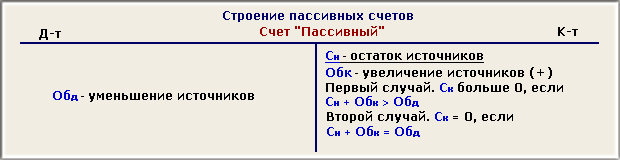 Строение пассивных счетов
Д-т
Счет "Пассивный"
К-т
Обд - уменьшение источников
Сн - остаток источников
Обк - увеличение источников (+)
Первый случай. Ск больше 0, если
Сн + Обк > Обд
Второй случай. Ск = 0, если
Сн + Обк = Обд